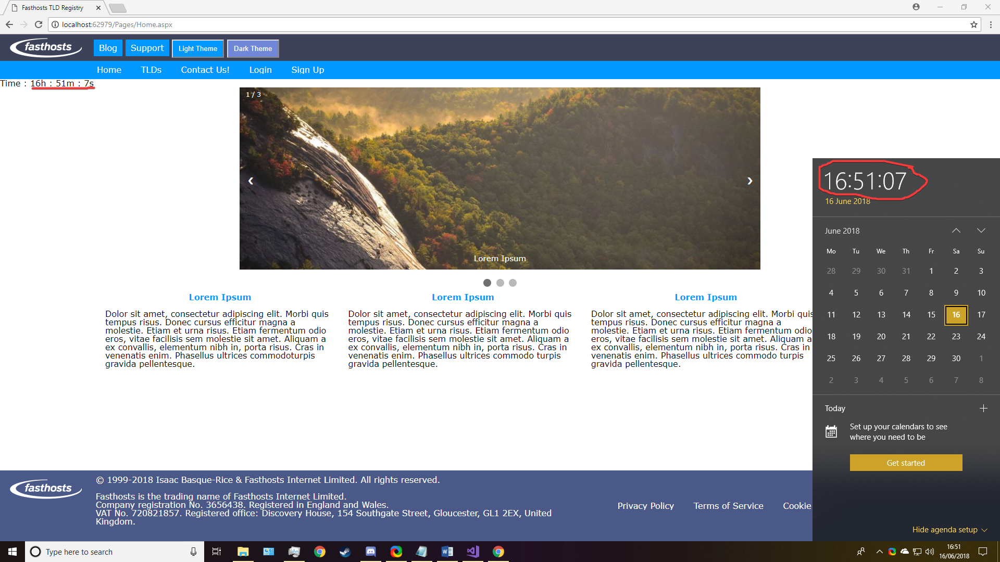 Fasthosts TLD Registry
localhost:62979/Pages/Home.aspx
fasthosts
Blog
Support
Light Theme
Dark Theme
Home
TLDs
Contact Us!
Login
Sign Up
Time : 16h : 51m : 7s
1 / 3
Lorem Ipsum
Lorem Ipsum
Dolor sit amet, consectetur adipiscing elit. Morbi quis
tempus risus. Donec cursus efficitur magna a
molestie. Etiam et urna risus. Etiam fermentum odio
eros, vitae facilisis sem molestie sit amet. Aliquam a
ex convallis, elementum nibh in, porta risus. Cras in
venenatis enim. Phasellus ultrices commodoturpis
gravida pellentesque.
Lorem Ipsum
Dolor sit amet, consectetur adipiscing elit. Morbi quis
tempus risus. Donec cursus efficitur magna a
molestie. Etiam et urna risus. Etiam fermentum odio
eros, vitae facilisis sem molestie sit amet. Aliquam a
ex convallis, elementum nibh in, porta risus. Cras in
venenatis enim. Phasellus ultrices commodo turpis
gravida pellentesque.
Lorem Ipsum
Dolor sit amet, consectetur adipiscing elit. Morbi quis
tempus risus. Donec cursus efficitur magna a
molestie. Etiam et urna risus. Etiam fermentum odio
eros, vitae facilisis sem molestie sit amet. Aliquam a
ex convallis, elementum nibh in, porta risus. Cras in
venenatis enim. Phasellus ultrices commodo turpis
gravida pellentesque.
16:51:07
16 June 2018
June 2018
Mo Tu We Th Fr Sa Su
28 29 30 31 1 2 3
4 5 6 7 8 9 10
11 12 13 14 15 16 17
18 19 20 21 22 23 24
25 26 27 28 29 30 1
2 3 4 5 6 7 8
Today
Set up your calendars to see
where you need to be
Get started
Hide agenda setup
fasthosts
© 1999-2018 Isaac Basque-Rice & Fasthosts Internet Limited. All rights reserved.
Fasthosts is the trading name of Fasthosts Internet Limited.
Company registration No. 3656438. Registered in England and Wales.
VAT No. 720821857. Registered office: Discovery House, 154 Southgate Street, Gloucester, GL1 2EX, United
Kingdom.
Privacy Policy
Terms of Service
Cookie
Type here to search
16:51
16/06/2018